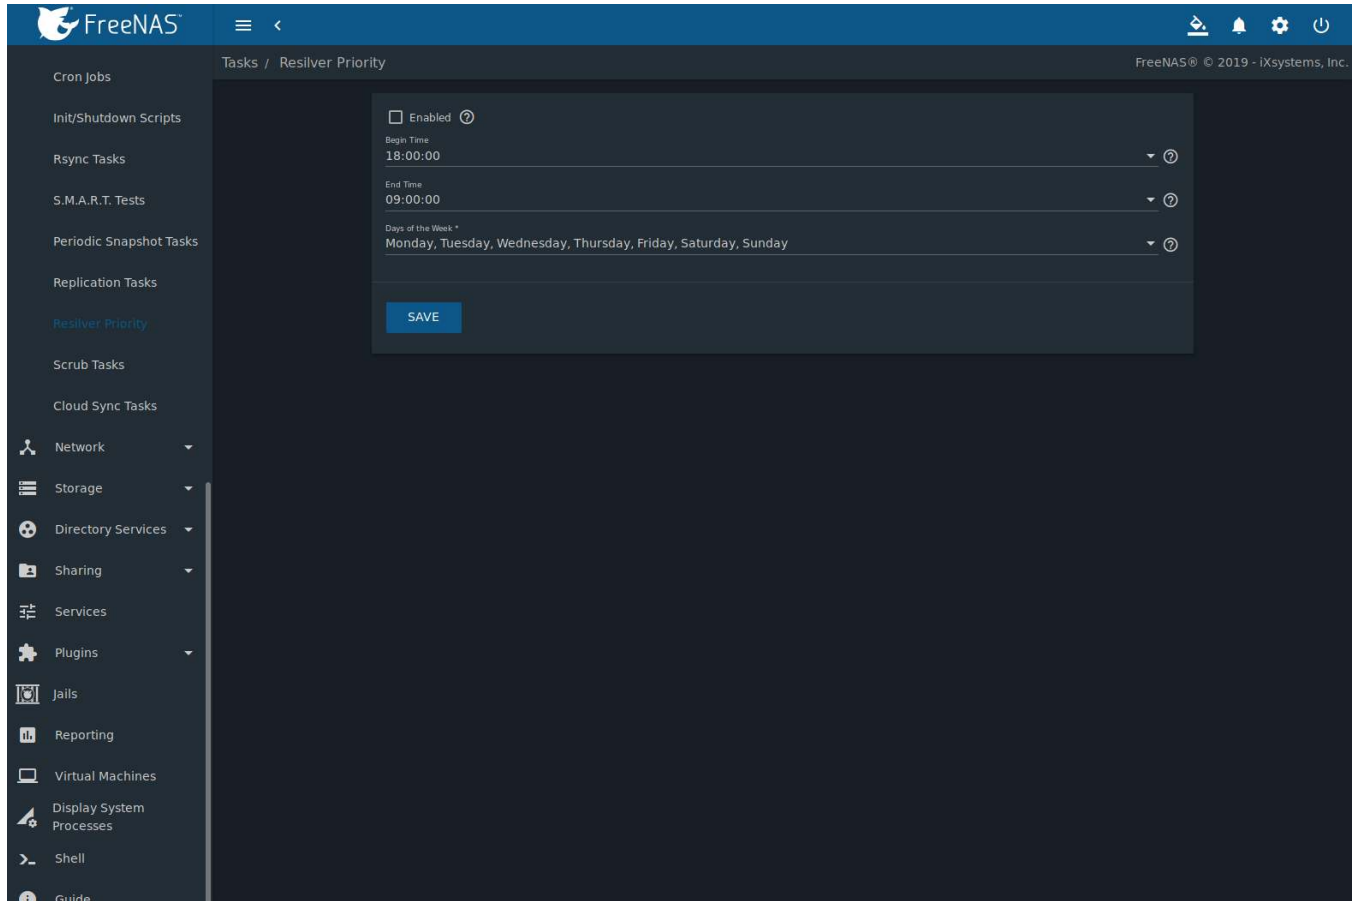 FreeNAS®
Tasks / Resilver Priority
FreeNAS® © 2019 - iXsystems, Inc.
Cron Jobs
Init/Shutdown Scripts
Rsync Tasks
S.M.A.R.T. Tests
Periodic Snapshot Tasks
Replication Tasks
Resilver Priority
Scrub Tasks
Cloud Sync Tasks
Network
Storage
Directory Services
Sharing
Services
Plugins
Jails
Reporting
Virtual Machines
Display System
Processes
Shell
Guide
Enabled
Begin Time
18:00:00
End Time
09:00:00
Days of the Week *
Monday, Tuesday, Wednesday, Thursday, Friday, Saturday, Sunday
SAVE